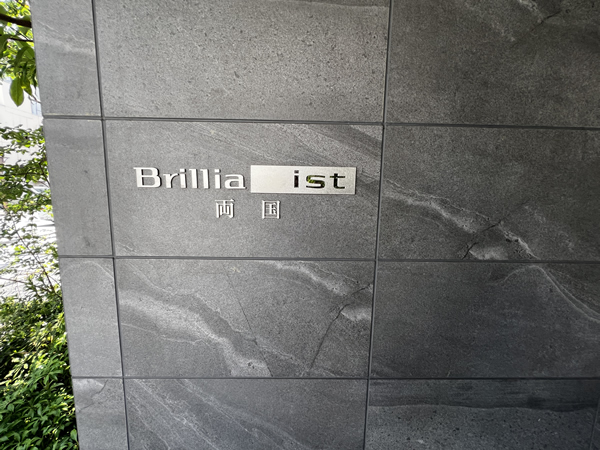 Brillia ist
両国